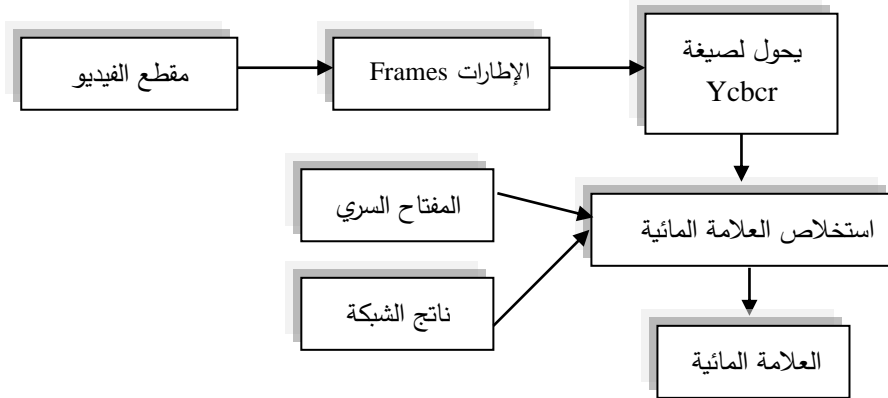 مقطع الفيديو
الإطارات Frames
يحول لصيغة
Ycbcr
المفتاح السري
استخلاص العلامة المائية
ناتج الشبكة
العلامة المائية